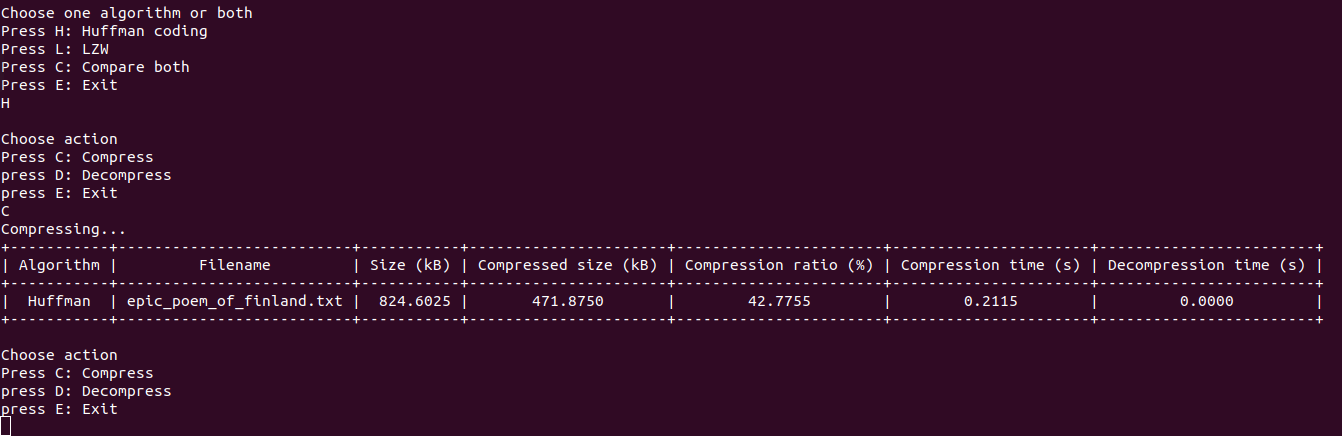 Choose one algorithm or both
Press H: Huffman coding
Press L: LZW
Press C: Compare both
Press E: Exit
H

Choose action
Press C: Compress
press D: Decompress
press E: Exit
C
Compressing...
+-----------+--------------------------+-----------+----------------------+-----------------------+----------------------+------------------------+
| Algorithm |         Filename         | Size (kB) | Compressed size (kB) | Compression ratio (%) | Compression time (s) | Decompression time (s) |
+-----------+--------------------------+-----------+----------------------+-----------------------+----------------------+------------------------+
|  Huffman  | epic_poem_of_finland.txt |  824.6025 |       471.8750       |        42.7755        |        0.2115        |         0.0000         |
+-----------+--------------------------+-----------+----------------------+-----------------------+----------------------+------------------------+

Choose action
Press C: Compress
press D: Decompress
press E: Exit